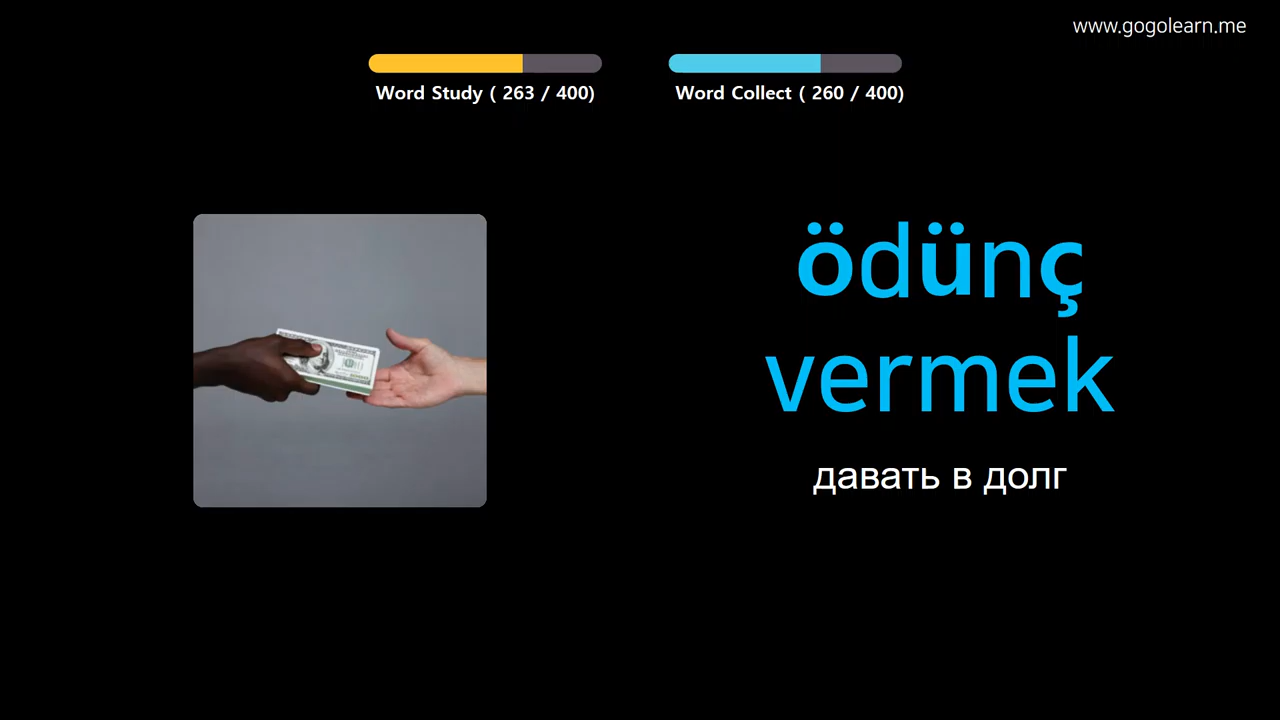 www.gogolearn.me
Word Study ( 263 / 400)
Word Collect ( 260 / 400)
ödünç
vermek
давать в долг